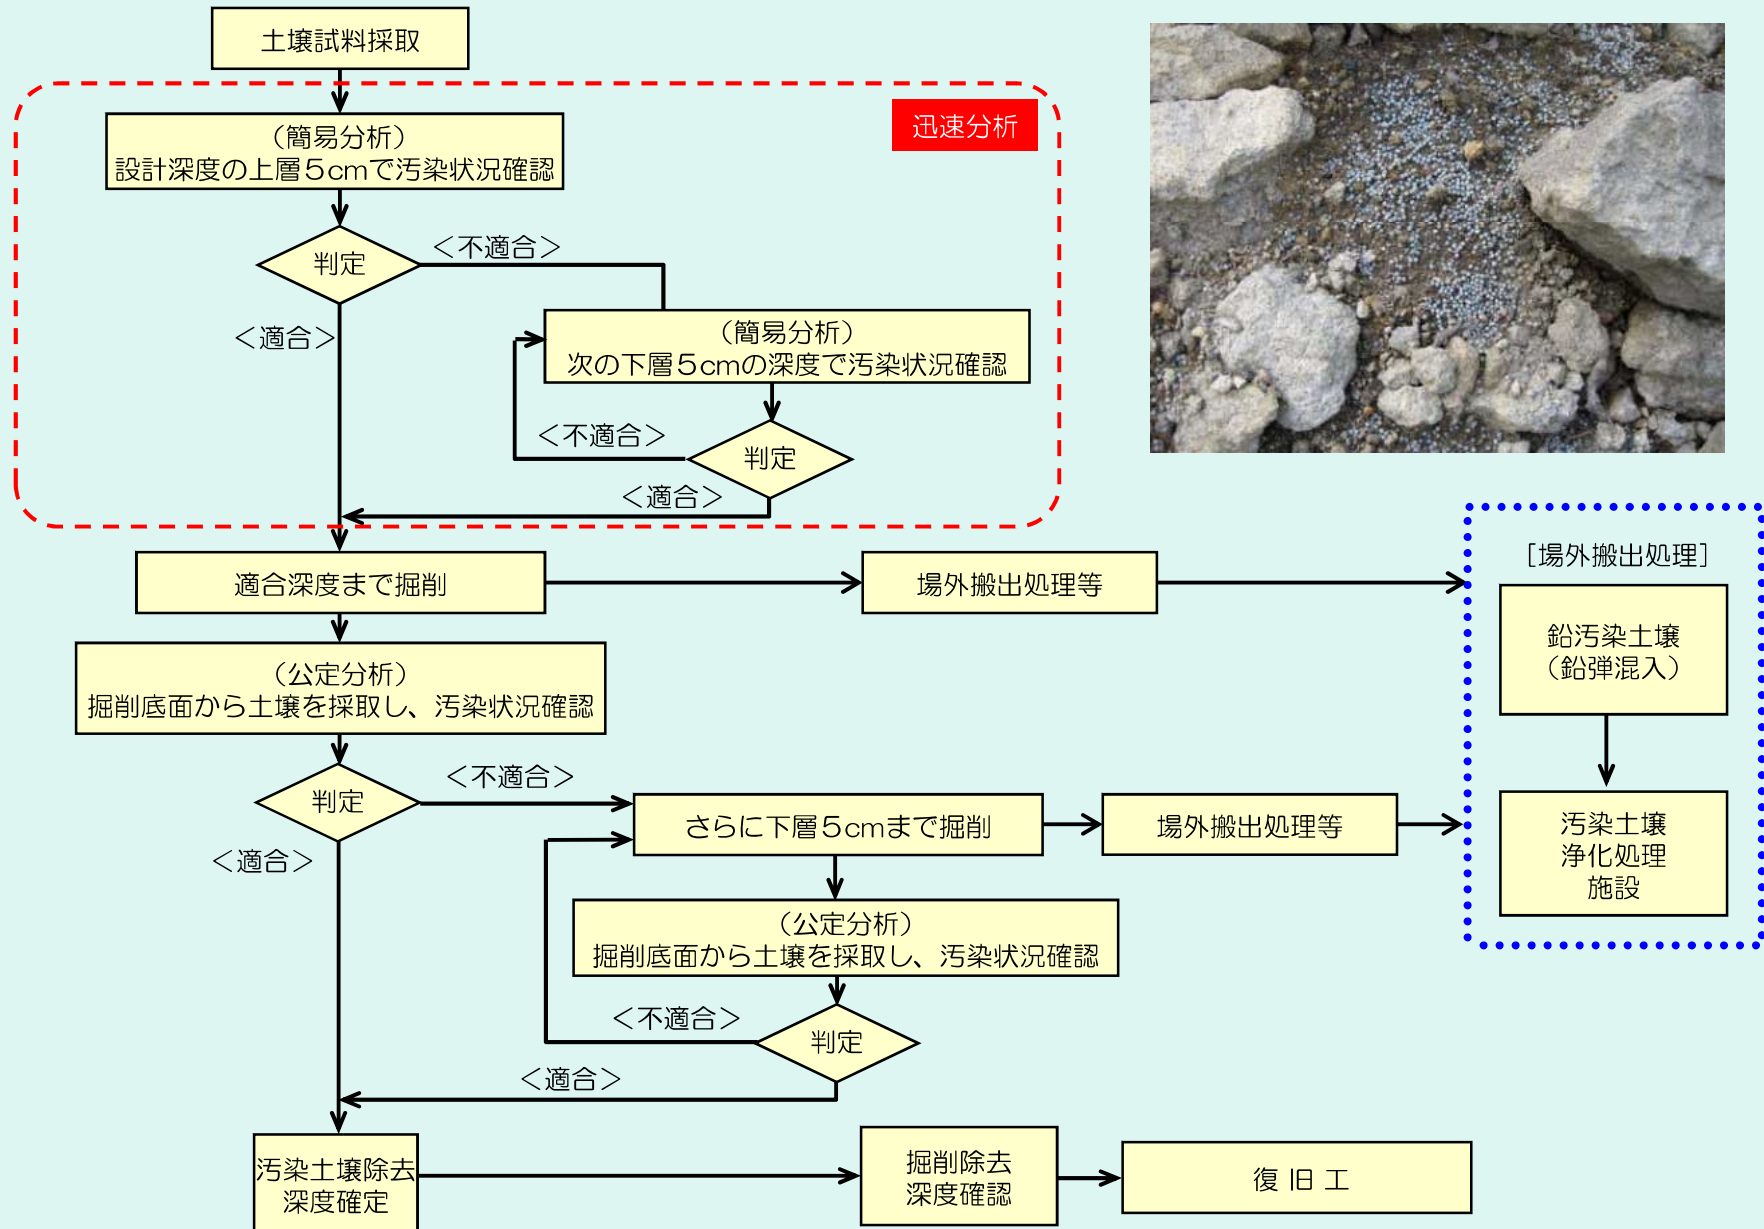 土壌試料採取
迅速分析
（簡易分析）
設計深度の上層５cmで汚染状況確認
判定
＜不適合＞
＜適合＞
（簡易分析）
次の下層５cmの深度で汚染状況確認
＜不適合＞
判定
＜適合＞
適合深度まで掘削
場外搬出処理等
［場外搬出処理］
鉛汚染土壌
（鉛弾混入）
汚染土壌
浄化処理
施設
（公定分析）
掘削底面から土壌を採取し、汚染状況確認
判定
＜不適合＞
＜適合＞
さらに下層５cmまで掘削
場外搬出処理等
（公定分析）
掘削底面から土壌を採取し、汚染状況確認
＜不適合＞
判定
＜適合＞
汚染土壌除去
深度確定
掘削除去
深度確認
復 旧 工